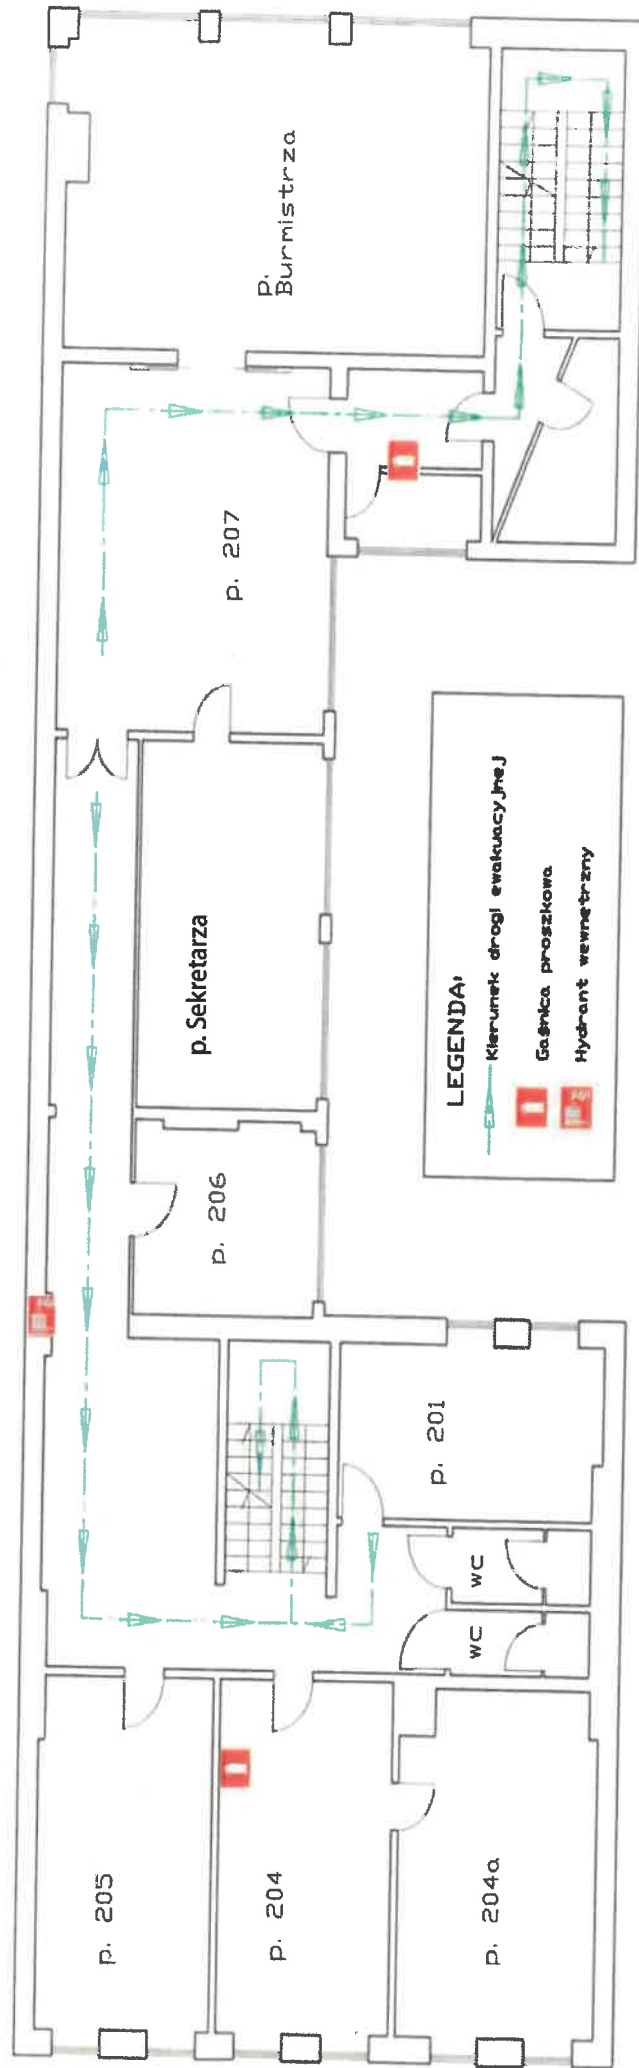 p. 205
p. 204
p. 204a
wc
wc
p. 201
p. 206
p. Sekretarza
p. 207
p.
Burmistrza
LEGENDA:
Kierunek drogi ewakuacyjnej
Gaśnica proszkowa
Hydrant wewnętrzny